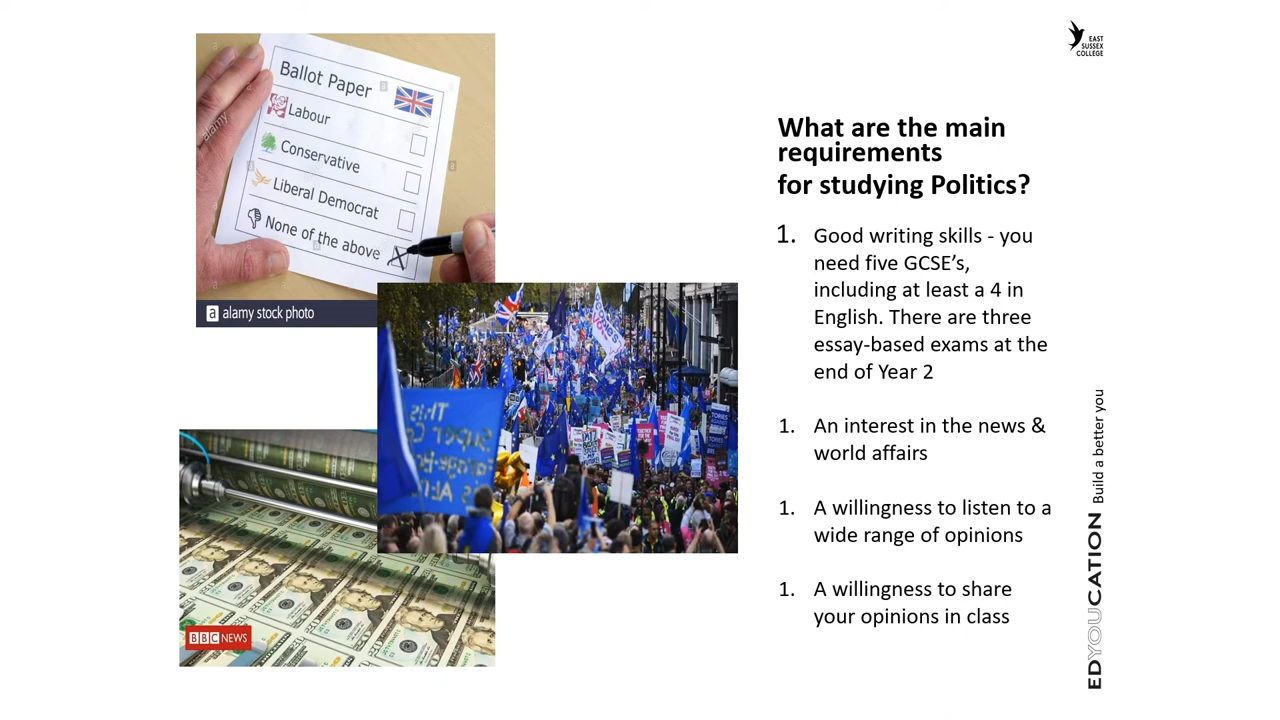 Ballot Paper
Labour
Conservative
Liberal Democrat
None of the above
alamy
a alamy stock photo
BBC NEWS
EAST
SUSSEX
COLLEGE
What are the main
requirements
for studying Politics?
1. Good writing skills - you
need five GCSE’s,
including at least a 4 in
English. There are three
essay-based exams at the
end of Year 2
1. An interest in the news &
world affairs
1. A willingness to listen to a
wide range of opinions
1. A willingness to share
your opinions in class
EDYOUCATION Build a better you